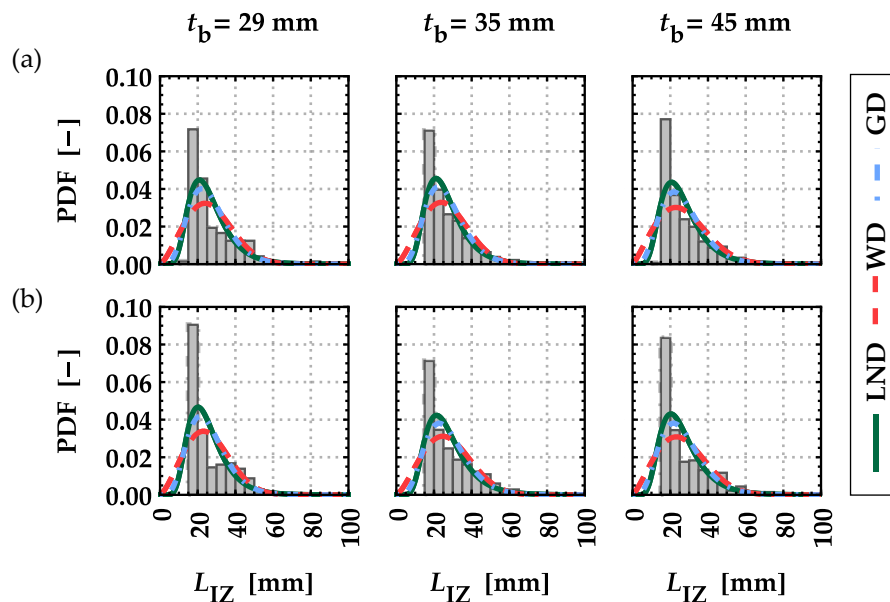 t_b = 29 mm t_b = 35 mm t_b = 45 mm
(a)
PDF [−]
0.10
0.08
0.06
0.04
0.02
0.00
(b)
PDF [−]
0.10
0.08
0.06
0.04
0.02
0.00
0 20 40 60 80 100 0 20 40 60 80 100 0 20 40 60 80 100
L_IZ [mm] L_IZ [mm] L_IZ [mm]
LND WD GD